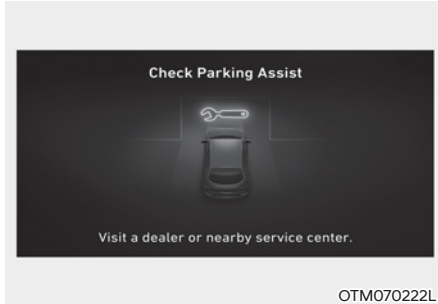 Check Parking Assist
Visit a dealer or nearby service center.
OTM070222L